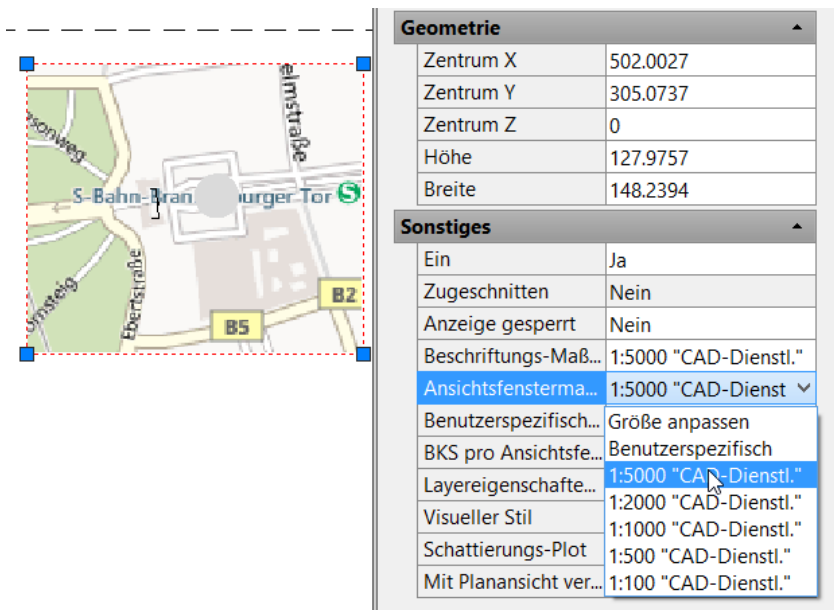 elmstraße
sonweg
S-Bahn-Bran urger Tor S
Ebertstraße
B2
B5
Geometrie
Zentrum X 502.0027
Zentrum Y 305.0737
Zentrum Z 0
Höhe 127.9757
Breite 148.2394
Sonstiges
Ein Ja
Zugeschnitten Nein
Anzeige gesperrt Nein
Beschriftungs-Maß... 1:5000 "CAD-Dienstl."
Ansichtsfensterma... 1:5000 "CAD-Dienst
Benutzerspezifisch... Größe anpassen
Benutzerspezifisch
BKS pro Ansichtsfe...
1:5000 "CAD-Dienstl."
Layereigenschafte...
1:2000 "CAD-Dienstl."
Visueller Stil
1:1000 "CAD-Dienstl."
Schattierungs-Plot
1:500 "CAD-Dienstl."
Mit Planansicht ver... 1:100 "CAD-Dienstl."